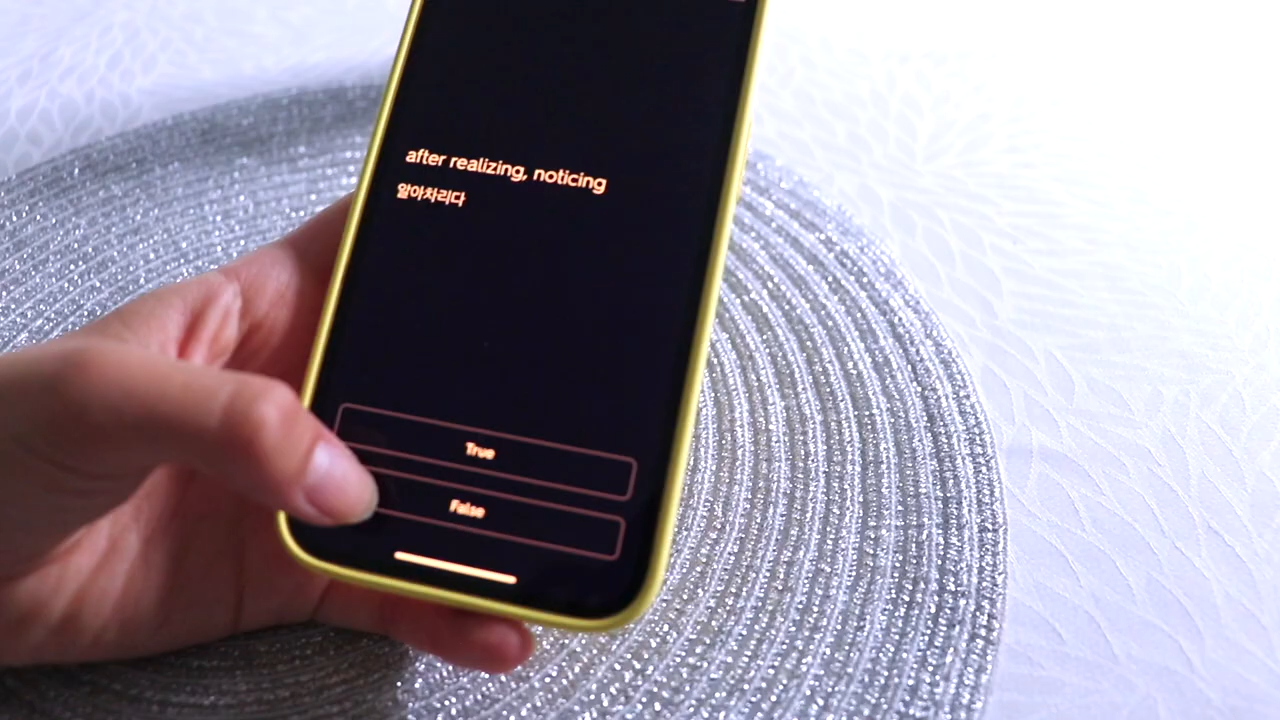 after realizing, noticing
알아차리다
True
False